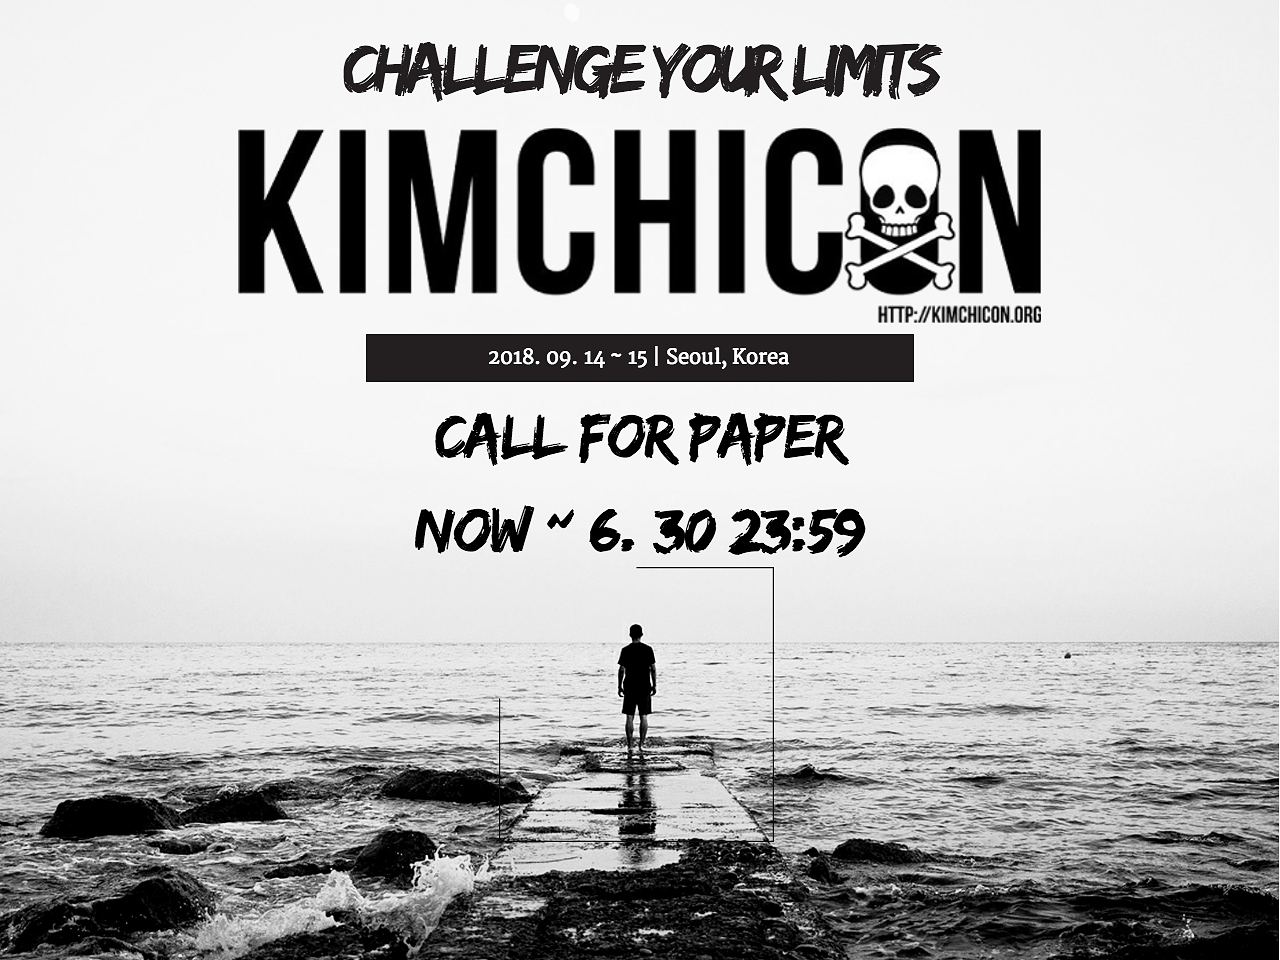 CHALLENGE YOUR LIMITS
KIMCHICON
HTTP://KIMCHICON.ORG
2018. 09. 14 ~ 15 | Seoul, Korea
CALL FOR PAPER
NOW ~ 6. 30 23:59